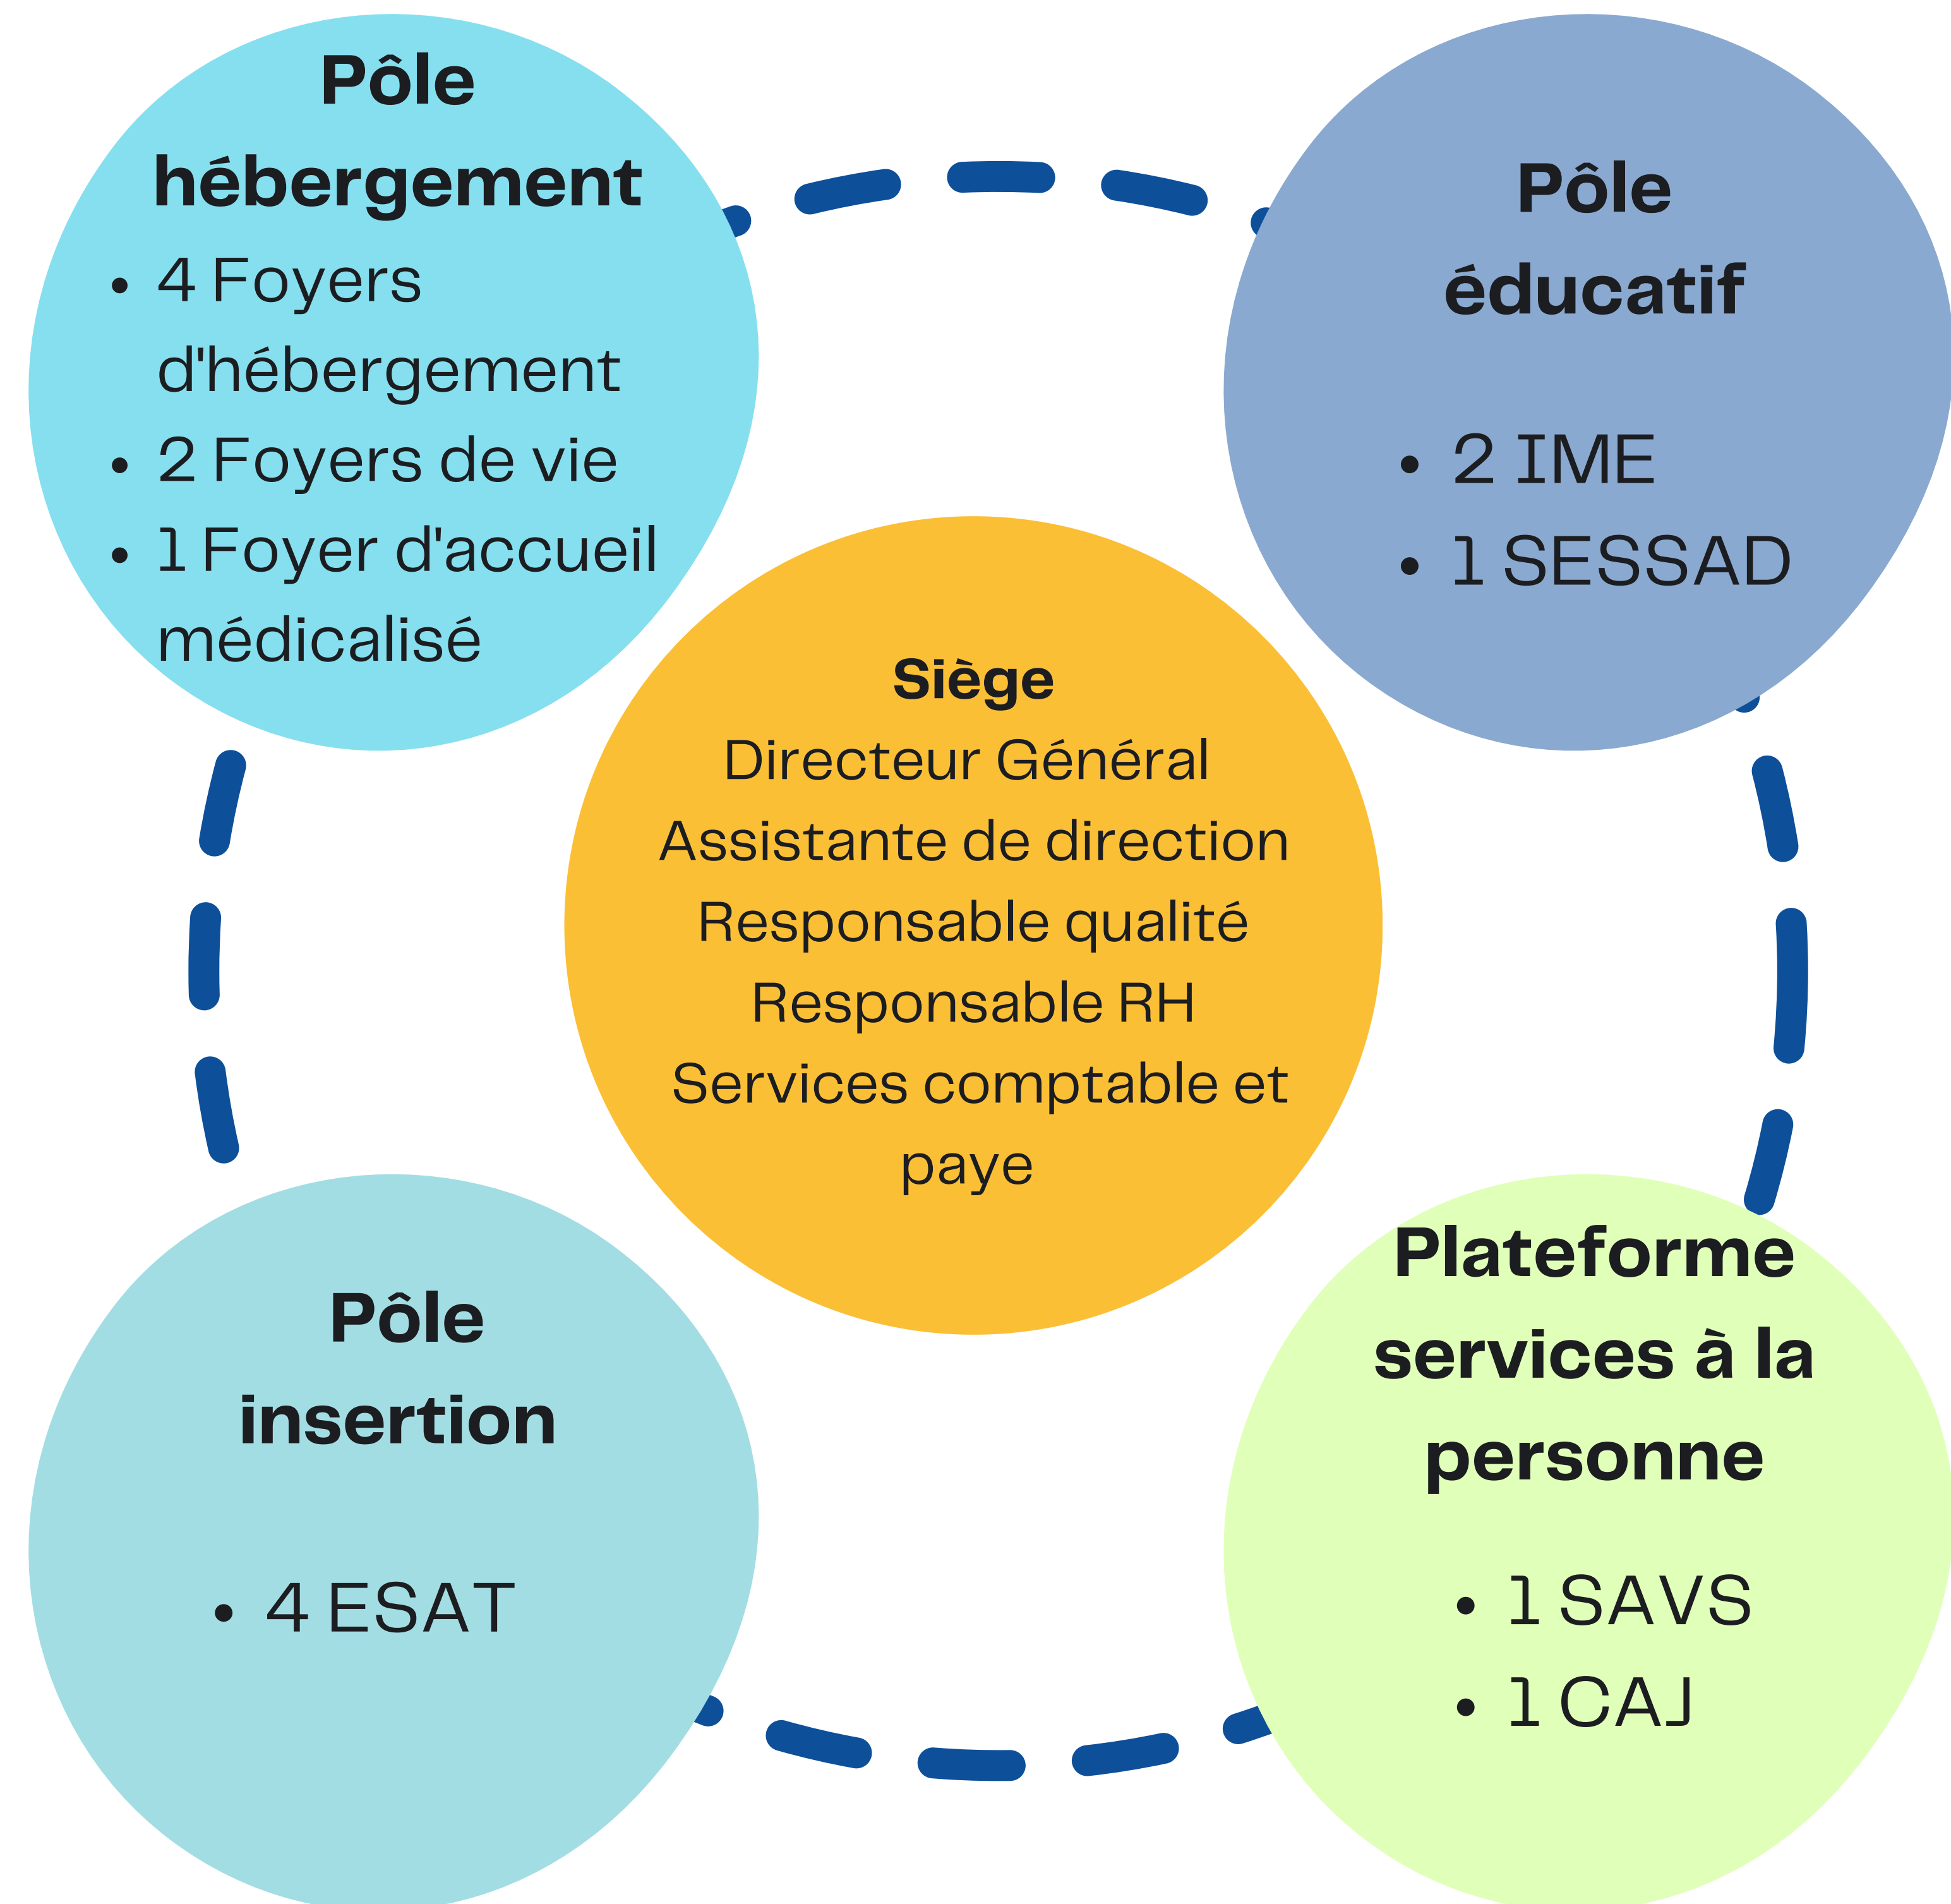 Pôle
hébergement
• 4 Foyers
d'hébergement
• 2 Foyers de vie
• 1 Foyer d'accueil
médicalisé
Pôle
éducatif
• 2 IME
• 1 SESSAD
Siège
Directeur Général
Assistante de direction
Responsable qualité
Responsable RH
Services comptable et
paye
Pôle
insertion
• 4 ESAT
Plateforme
services à la
personne
• 1 SAVS
• 1 CAJ